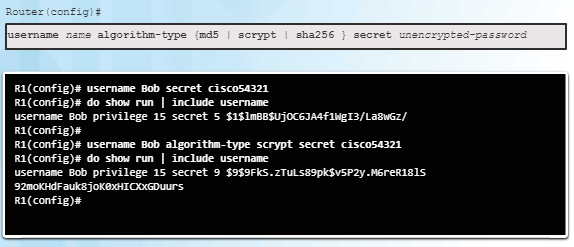 Router(config)#
username name algorithm-type {md5 | scrypt | sha256 } secret unencrypted-password
R1(config)# username Bob secret cisco54321
R1(config)# do show run | include username
username Bob privilege 15 secret 5 $1$lmBB$UjOC6JA4f1WgI3/La8wGz/
R1(config)#
R1(config)# username Bob algorithm-type scrypt secret cisco54321
R1(config)# do show run | include username
username Bob privilege 15 secret 9 $9$9FkS.zTuLs89pk$v5P2y.M6reR18lS
92moKHdFauk8joK0xHICXxGDuurs
R1(config)#